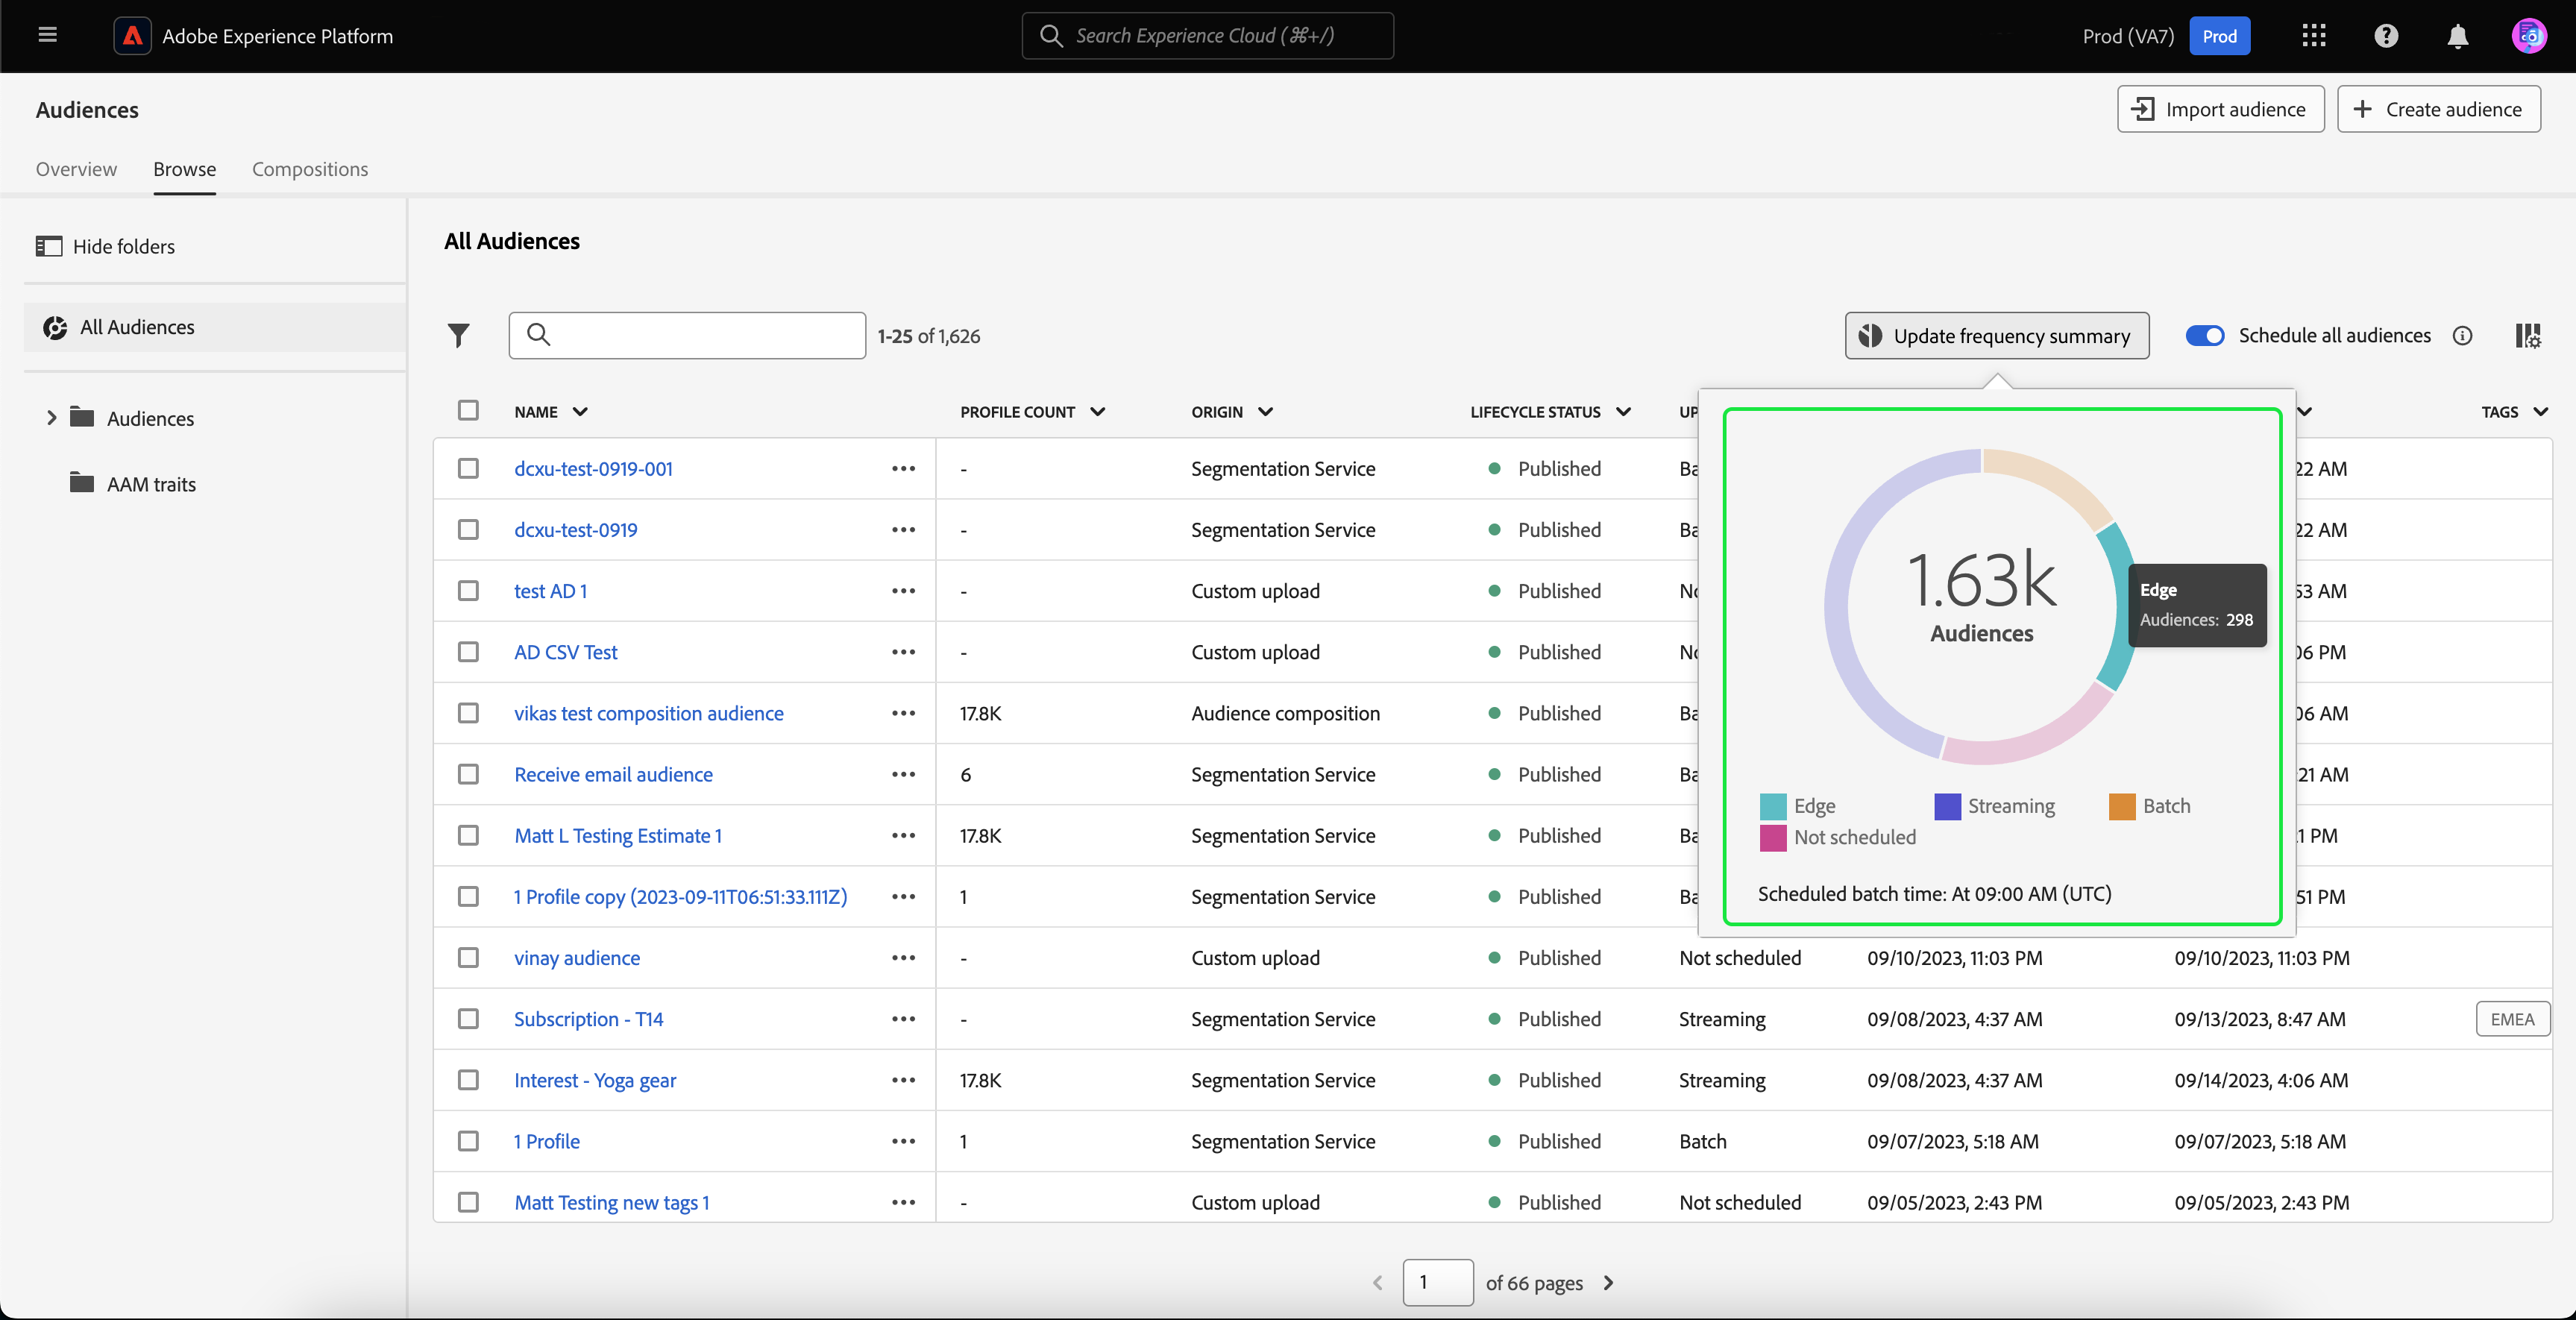 Adobe Experience Platform
Search Experience Cloud (⌘+/)
Prod (VA7) Prod
Audiences
Import audience
Create audience
Overview Browse Compositions
Hide folders
All Audiences
Audiences
AAM traits
All Audiences
1-25 of 1,626
Update frequency summary
Schedule all audiences
NAME PROFILE COUNT ORIGIN LIFECYCLE STATUS UP TAGS
dcxu-test-0919-001 - Segmentation Service Published Ba 22 AM
dcxu-test-0919 - Segmentation Service Published Ba 22 AM
test AD 1 - Custom upload Published No 53 AM
AD CSV Test - Custom upload Published No 06 PM
vikas test composition audience 17.8K Audience composition Published Ba 06 AM
Receive email audience 6 Segmentation Service Published Ba :21 AM
Matt L Testing Estimate 1 17.8K Segmentation Service Published Ba 1 PM
1 Profile copy (2023-09-11T06:51:33.111Z) 1 Segmentation Service Published Ba 51 PM
vinay audience - Custom upload Published Not scheduled 09/10/2023, 11:03 PM 09/10/2023, 11:03 PM
Subscription - T14 - Segmentation Service Published Streaming 09/08/2023, 4:37 AM 09/13/2023, 8:47 AM EMEA
Interest - Yoga gear 17.8K Segmentation Service Published Streaming 09/08/2023, 4:37 AM 09/14/2023, 4:06 AM
1 Profile 1 Segmentation Service Published Batch 09/07/2023, 5:18 AM 09/07/2023, 5:18 AM
Matt Testing new tags 1 - Custom upload Published Not scheduled 09/05/2023, 2:43 PM 09/05/2023, 2:43 PM
1.63k
Audiences
Edge
Audiences: 298
Edge Streaming Batch
Not scheduled
Scheduled batch time: At 09:00 AM (UTC)
1 of 66 pages